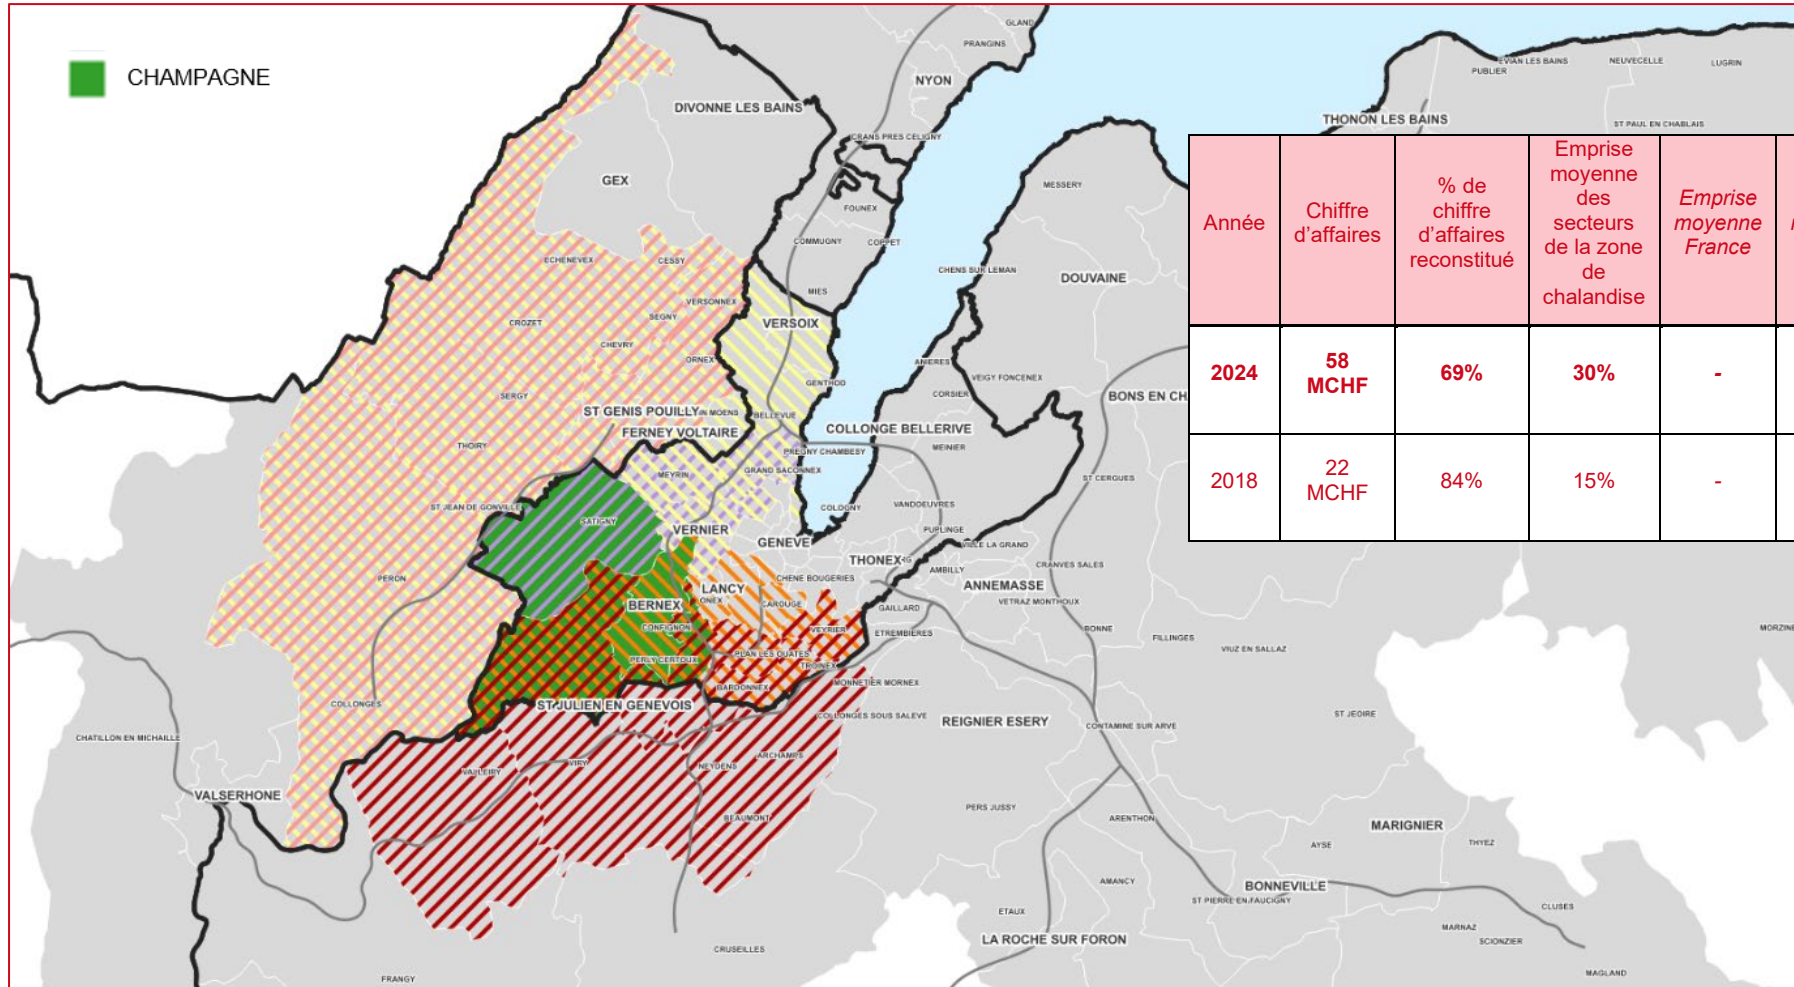 CHAMPAGNE
GLAND
PRANGINS
NYON
DIVONNE LES BAINS
CRANS PRES CELIGNY
GEX
FOUNEX
COMMUGNY
COPPET
ECHENEVEX
CESSY
MIES
VERSONNEX
CROZET
SEGNY
VERSOIX
CHEVRY
ORNEX
GENTHOD
SERGY
ST GENIS POUILLY
MOENS
BELLEVUE
FERNEY VOLTAIRE
COLLONGE BELLERIVE
THOIRY
PREGNY CHAMBESY
MEINIER
MEYRIN
GRAND SACONNEX
ST JEAN DE GONVILLE
SATIGNY
VERNIER
COLOGNY
VANDOEUVRES
PUPLINGE
GENEVE
VILLE LA GRAND
THONEX
CHENE BOUGERIES
AMBILLY
CRANVES SALES
PERON
LANCY
ANNEMASSE
BERNEX
ONEX
CAROUGE
GAILLARD
VETRAZ MONTHOUX
CONFIGNON
VEYRIER
ETREMBIERES
BONNE
FILLINGES
PERLY CERTOUX
PLAN LES OUATES
TROINEX
VIUZ EN SALLAZ
MORZINE
BARDONNEX
MONNETIER MORNEX
COLLONGES
ST JULIEN EN GENEVOIS
COLLONGES SOUS SALEVE
REIGNIER ESERY
CONTAMINE SUR ARVE
ST JEOIRE
CHATILLON EN MICHAILLE
ARCHAMPS
VIRY
NEYDENS
VALLEIRY
VALSERHONE
BEAUMONT
PERS JUSSY
ARENTHON
MARIGNIER
AYSE
THYEZ
AMANCY
BONNEVILLE
ST PIERRE EN FAUCIGNY
CLUSES
ETAUX
MARNAZ
LA ROCHE SUR FORON
SCIONZIER
CRUSEILLES
FRANGY
MAGLAND
EVIAN LES BAINS
NEUVECELLE
LUGRIN
PUBLIER
THONON LES BAINS
ST PAUL EN CHABLAIS
MESSERY
CHENS SUR LEMAN
DOUVAINE
ANIERES
VEIGY FONCENEX
CORSIER
BONS EN CH
ST CERGUES
Année
Chiffre
d'affaires
% de
chiffre
d'affaires
reconstitué
Emprise
moyenne
des
secteurs
de la zone
de
chalandise
Emprise
moyenne
France
2024
58
MCHF
69%
30%
-
2018
22
MCHF
84%
15%
-